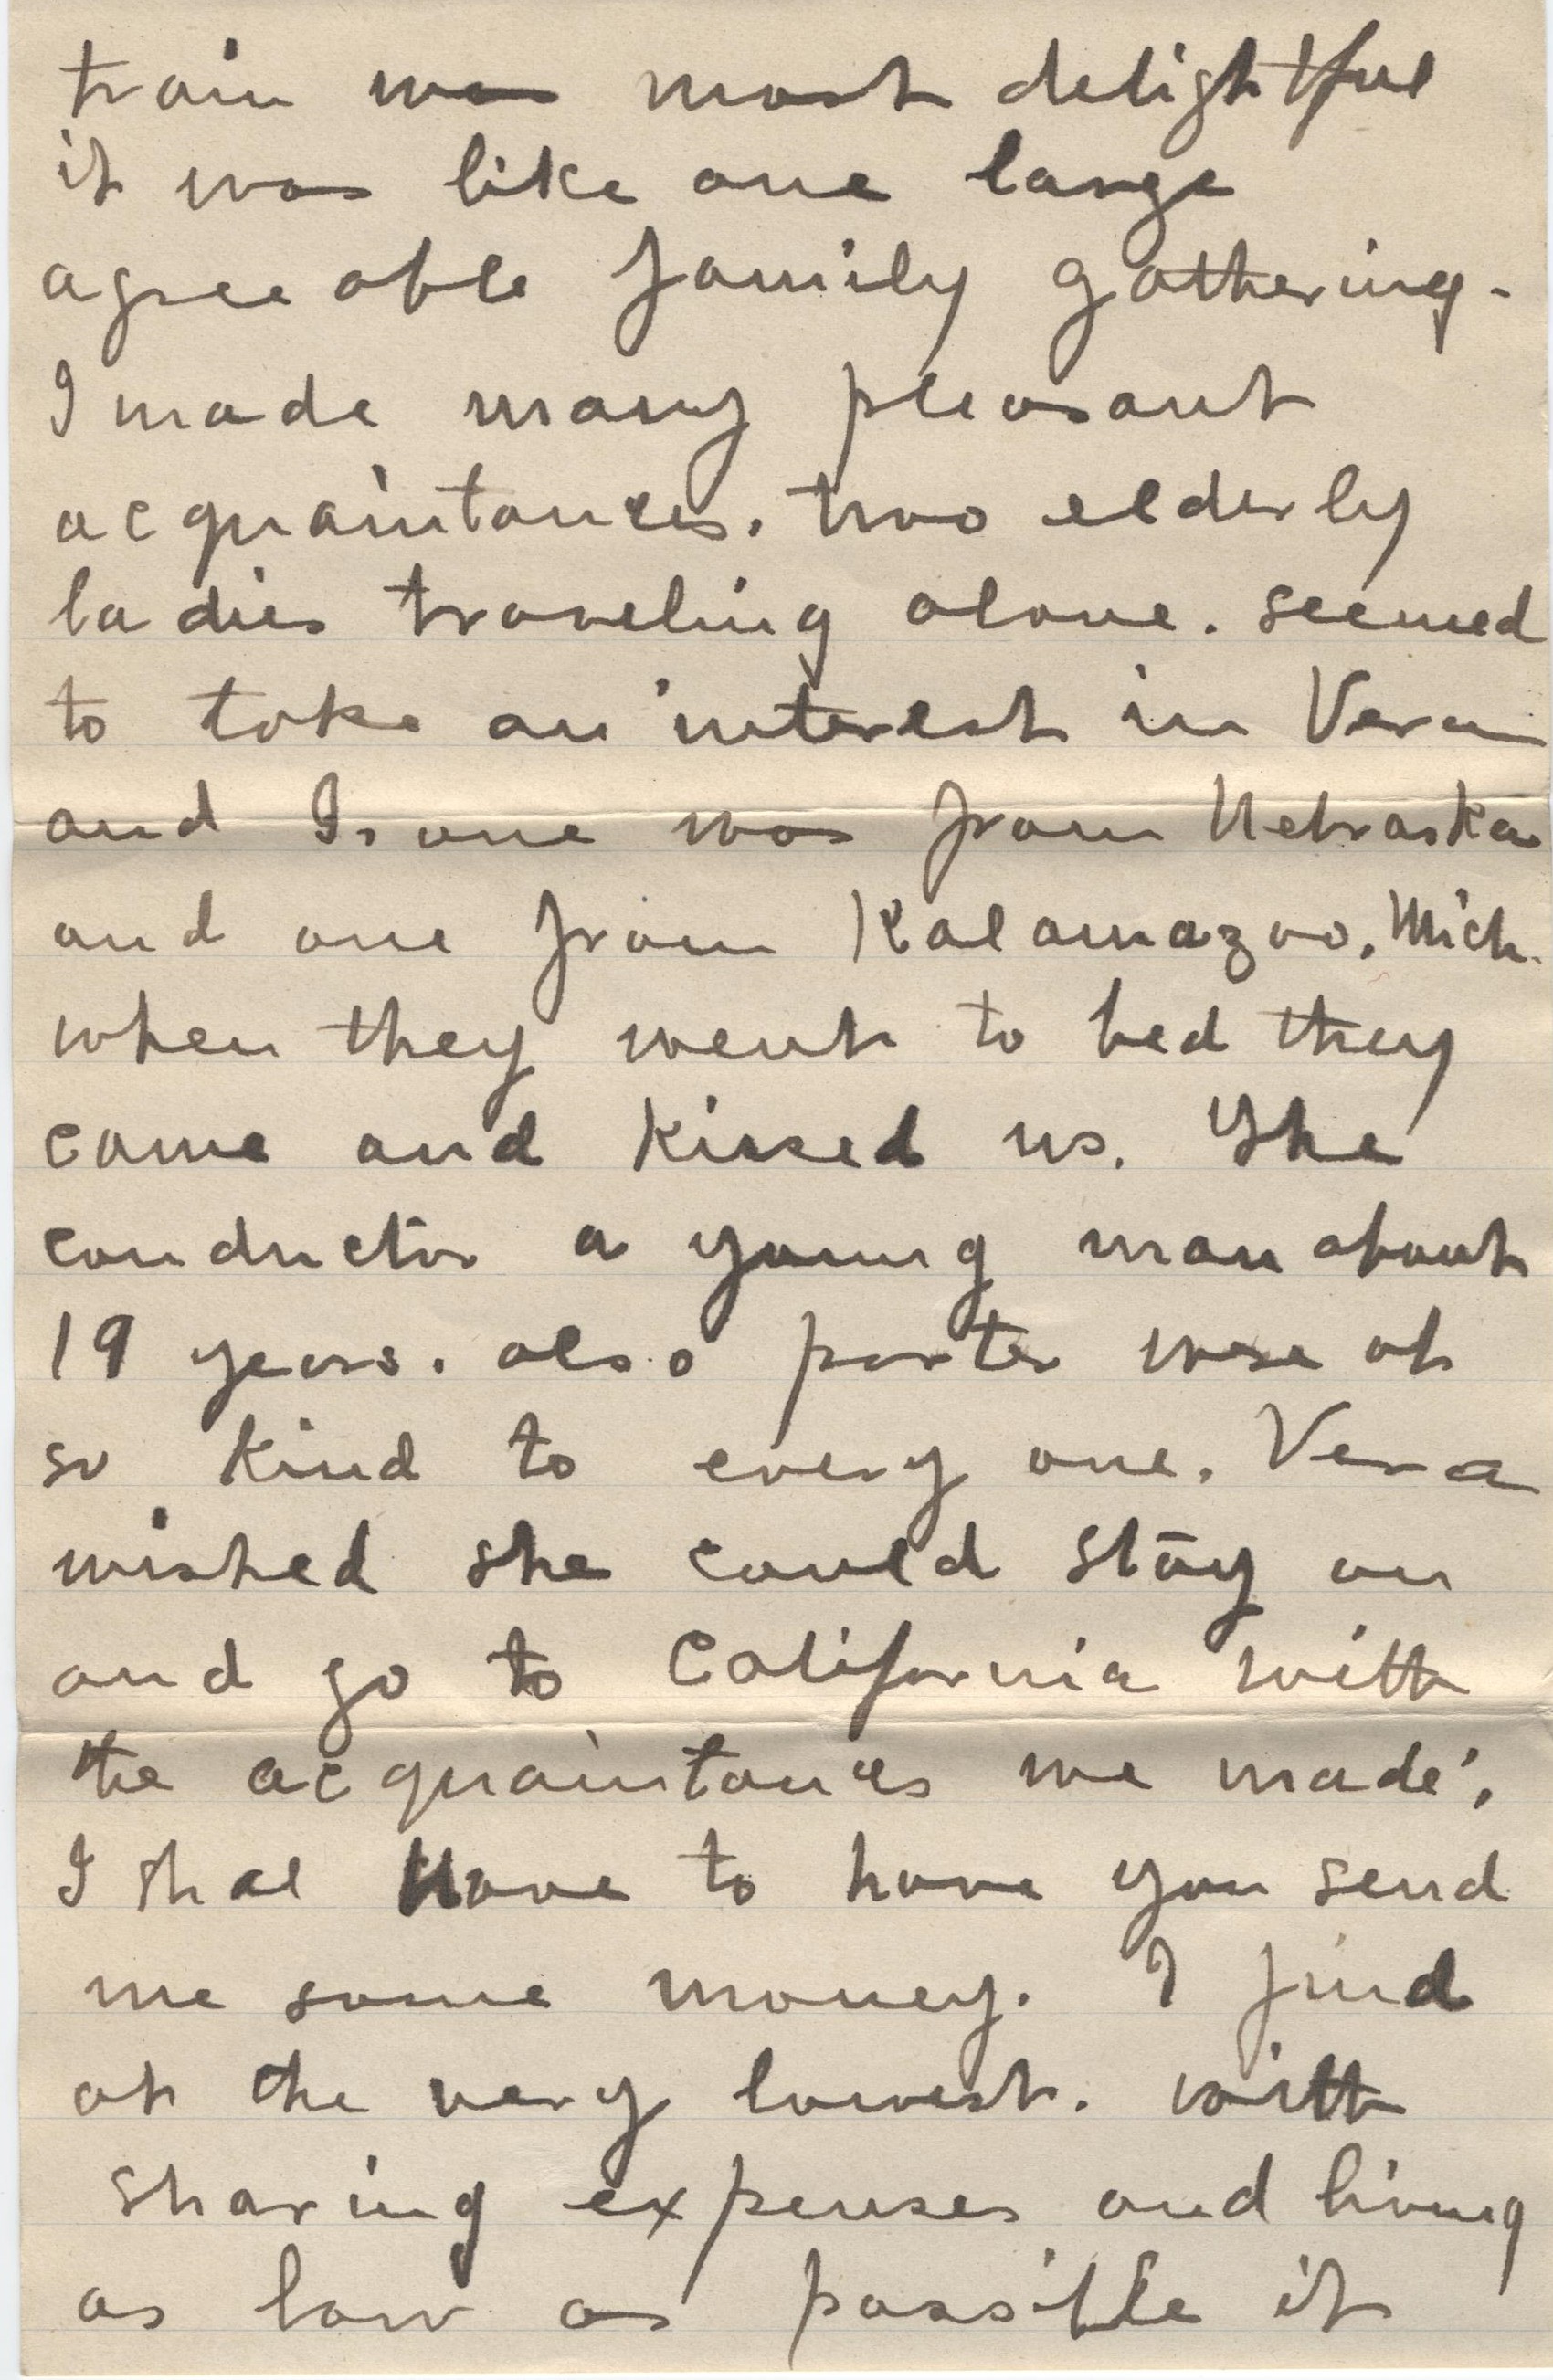 train was most delightful
it was like one large
agreeable family gathering.
I made many pleasant
acquaintances. two elderly
ladies traveling alone. seemed
to take an interest in Vera
and I. one was from Nebraska
and one from Kalamazoo, Mich.
when they went to bed they
came and kissed us. The
conductor a young man about
19 years. also porter
so kind to every one. Vera
wished she could stay on
and go to California with
the acquaintances we made.
I shal have to have you send
me some money. I find
at the very lowest. with
sharing expenses and living
as low as possible it